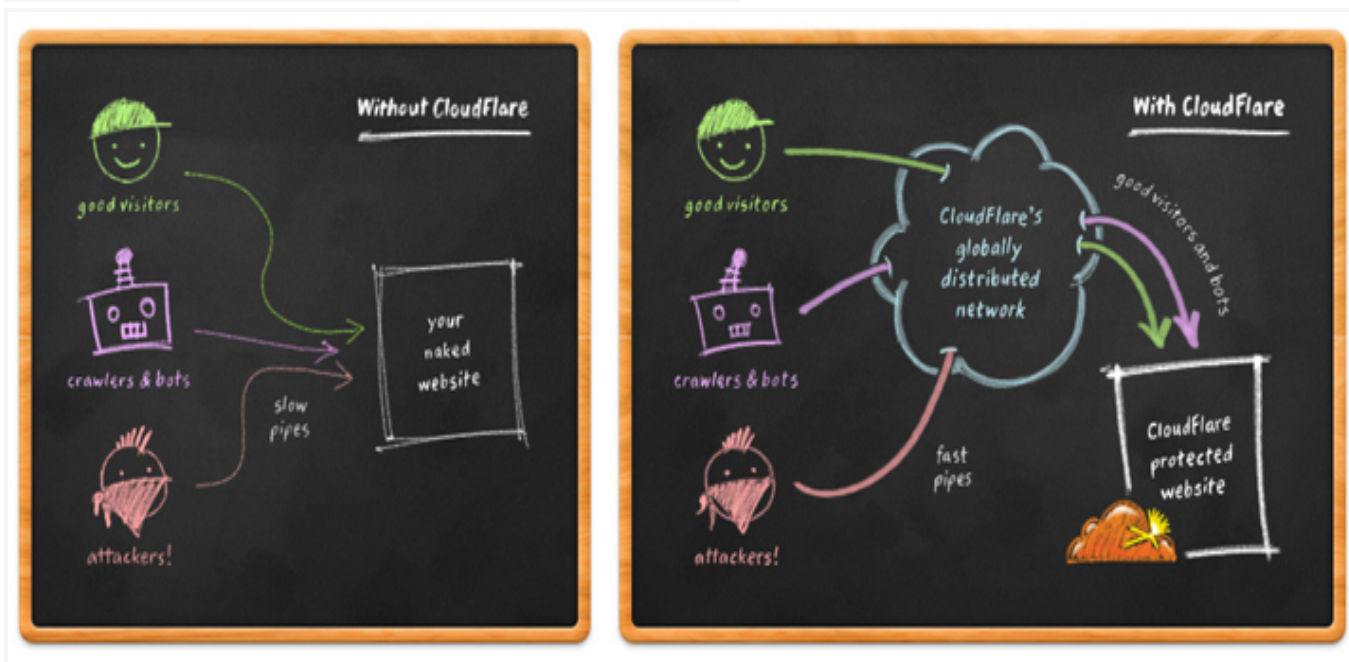 Without CloudFlare
good visitors
crawlers & bots
attackers!
slow
pipes
your
naked
website
With CloudFlare
good visitors
crawlers & bots
attackers!
CloudFlare's
globally
distributed
network
good visitors and bots
fast
pipes
CloudFlare
protected
website